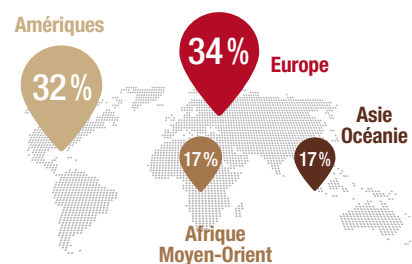 Amériques
32 %
34 %
Europe
17 %
Afrique
Moyen-Orient
17 %
Asie
Océanie